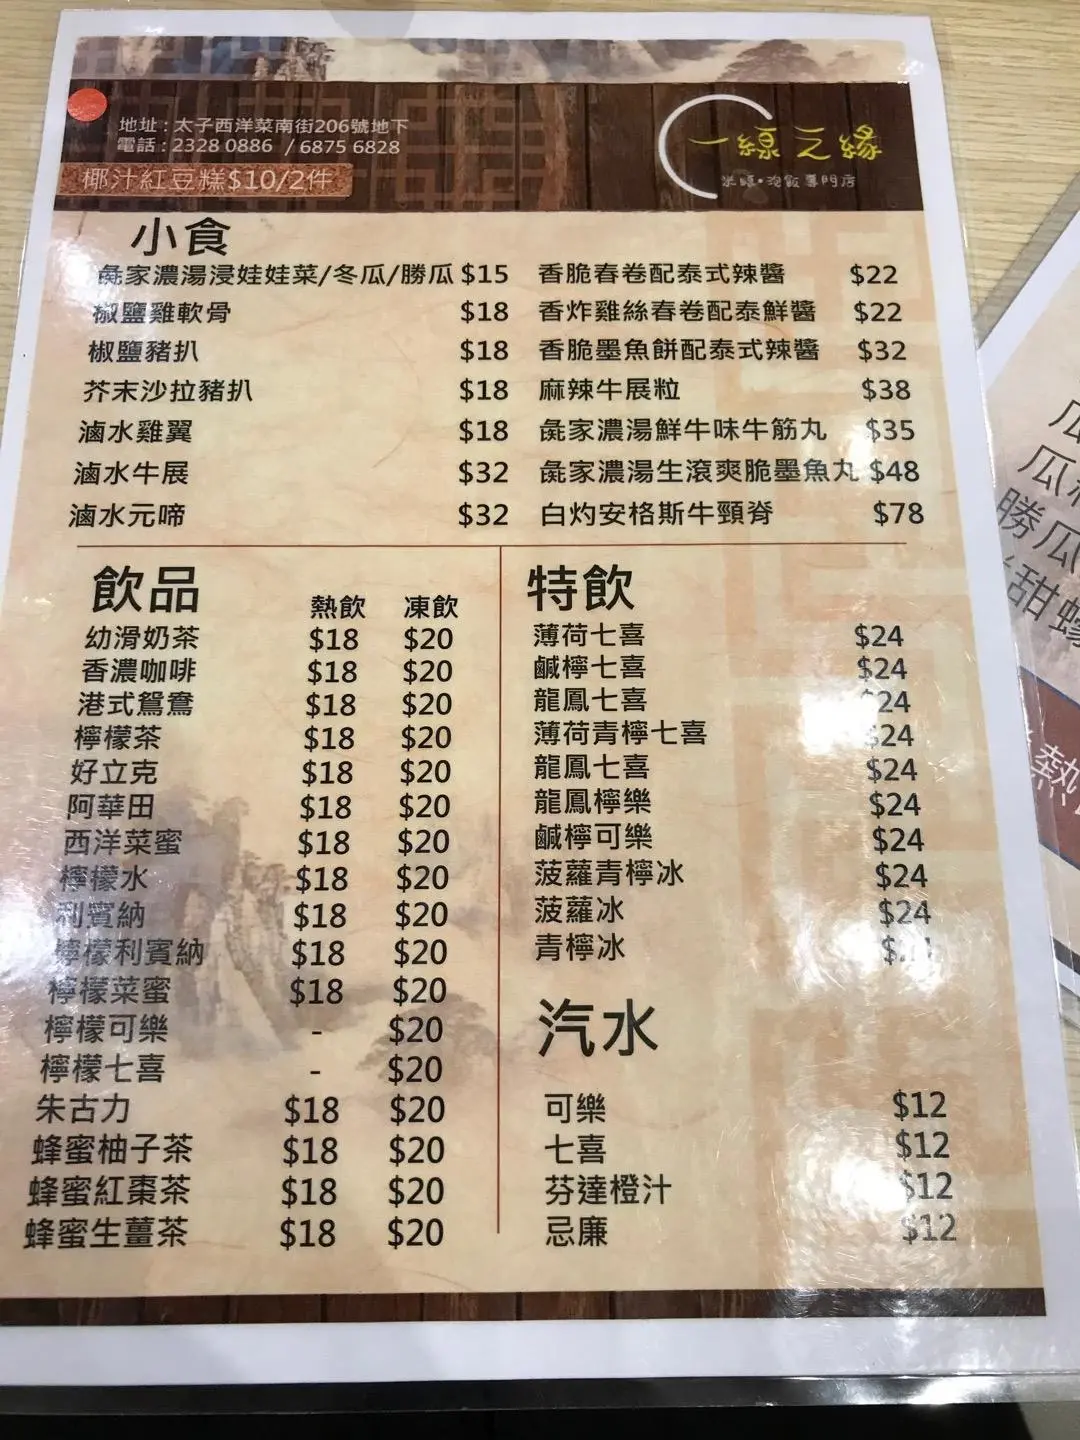 地址：太子西洋菜南街206號地下
電話：2328 0886 / 6875 6828
椰汁紅豆糕$10/2件
一線之緣
米線•泡飯專門店
小食
彘家濃湯浸娃娃菜/冬瓜/勝瓜 $15
椒鹽雞軟骨 $18
椒鹽豬扒 $18
芥末沙拉豬扒 $18
滷水雞翼 $18
滷水牛展 $32
滷水元啼 $32
香脆春卷配泰式辣醬 $22
香炸雞絲春卷配泰鮮醬 $22
香脆墨魚餅配泰式辣醬 $32
麻辣牛展粒 $38
彘家濃湯鮮牛味牛筋丸 $35
彘家濃湯生滾爽脆墨魚丸 $48
白灼安格斯牛頸脊 $78
飲品 熱飲 凍飲
幼滑奶茶 $18 $20
香濃咖啡 $18 $20
港式鴛鴦 $18 $20
檸檬茶 $18 $20
好立克 $18 $20
阿華田 $18 $20
西洋菜蜜 $18 $20
檸檬水 $18 $20
利賓納 $18 $20
檸檬利賓納 $18 $20
檸檬菜蜜 $18 $20
檸檬可樂 - $20
檸檬七喜 - $20
朱古力 $18 $20
蜂蜜柚子茶 $18 $20
蜂蜜紅棗茶 $18 $20
蜂蜜生薑茶 $18 $20
特飲
薄荷七喜 $24
鹹檸七喜 $24
龍鳳七喜 $24
薄荷青檸七喜 $24
龍鳳七喜 $24
龍鳳檸樂 $24
鹹檸可樂 $24
菠蘿青檸冰 $24
菠蘿冰 $24
青檸冰
汽水
可樂 $12
七喜 $12
芬達橙汁 $12
忌廉 $12
勝瓜
甜
熱